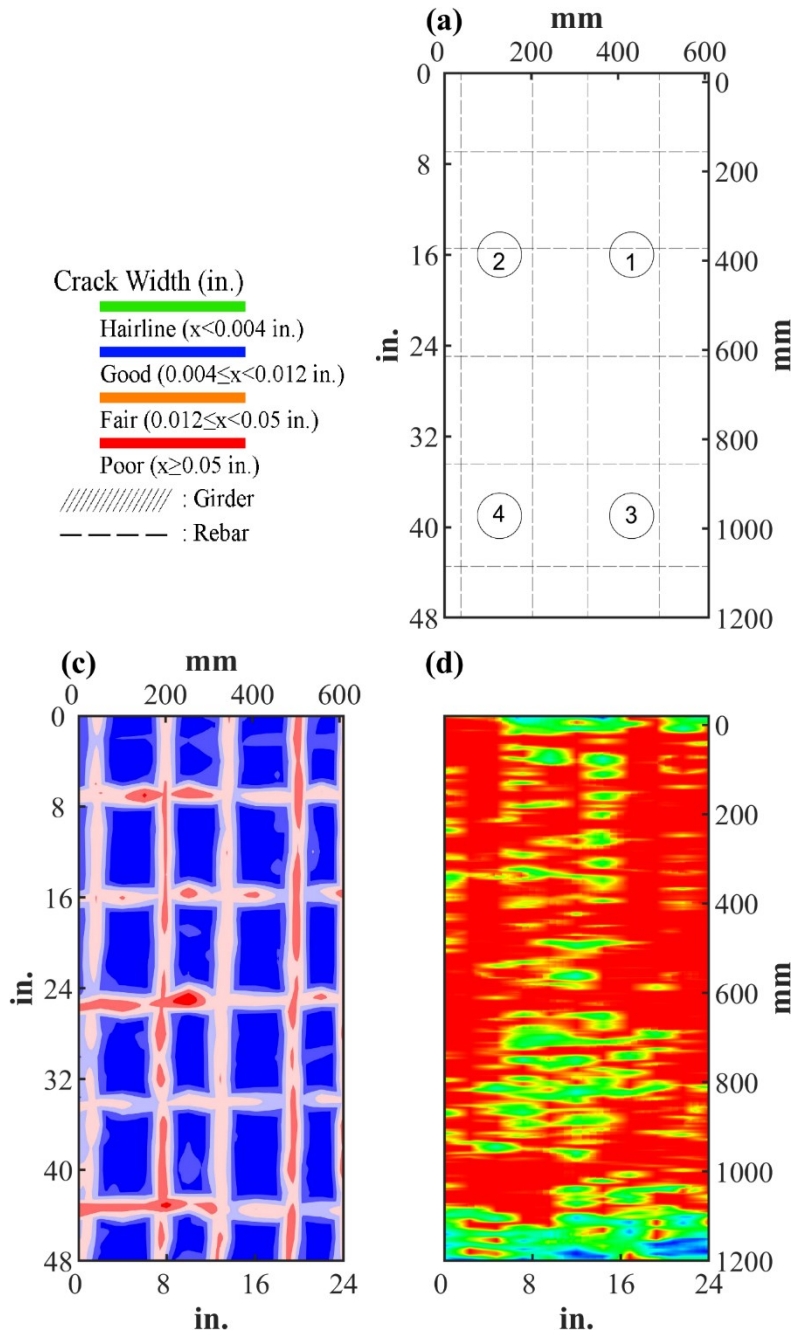 (a)
mm
0 200 400 600
0
8
16
24
32
40
48
in.
0
200
400
600
800
1000
1200
mm
2
1
4
3
Crack Width (in.)
Hairline (x<0.004 in.)
Good (0.004≤x<0.012 in.)
Fair (0.012≤x<0.05 in.)
Poor (x≥0.05 in.)
: Girder
: Rebar
(c)
mm
0 200 400 600
0
8
16
24
32
40
48
in.
0 8 16 24
in.
(d)
0
200
400
600
800
1000
1200
mm
0 8 16 24
in.